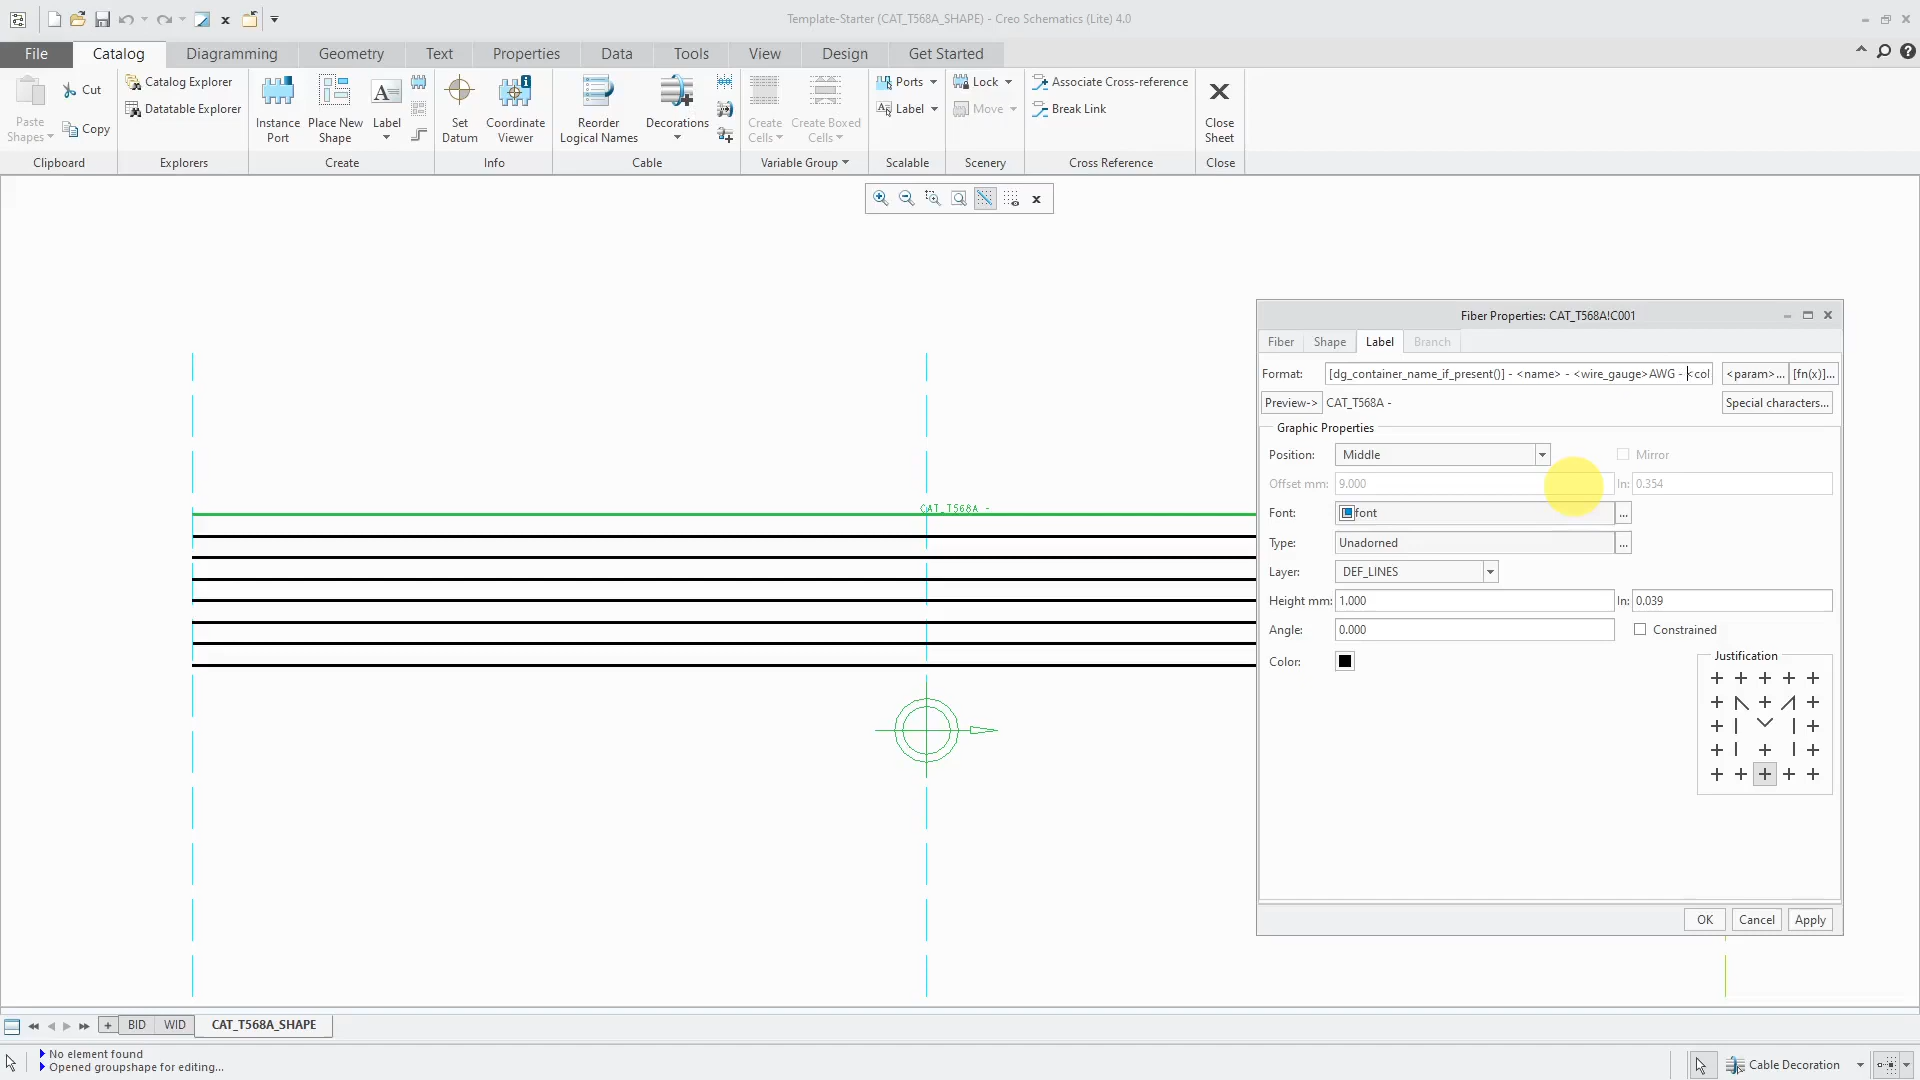 Template-Starter (CAT_T568A_SHAPE) - Creo Schematics (Lite) 4.0
File Catalog Diagramming Geometry Text Properties Data Tools View Design Get Started
Paste Shapes
Cut
Copy
Clipboard
Catalog Explorer
Datatable Explorer
Explorers
Instance Port
Place New Shape
Label
Create
Set Datum
Coordinate Viewer
Info
Reorder Logical Names
Decorations
Cable
Create Cells
Create Boxed Cells
Variable Group
Ports
Label
Scalable
Lock
Move
Scenery
Associate Cross-reference
Break Link
Cross Reference
Close Sheet
Close
CAT_T568A -
Fiber Properties: CAT_T568A!C001
Fiber Shape Label Branch
Format: [dg_container_name_if_present()] - <name> - <wire_gauge>AWG - <col <param>... [fn(x)]...
Preview-> CAT_T568A - Special characters...
Graphic Properties
Position: Middle Mirror
Offset mm: 9.000 In: 0.354
Font: font ...
Type: Unadorned ...
Layer: DEF_LINES
Height mm: 1.000 In: 0.039
Angle: 0.000 Constrained
Color:
Justification
OK Cancel Apply
BID WID CAT_T568A_SHAPE
No element found
Opened groupshape for editing...
Cable Decoration